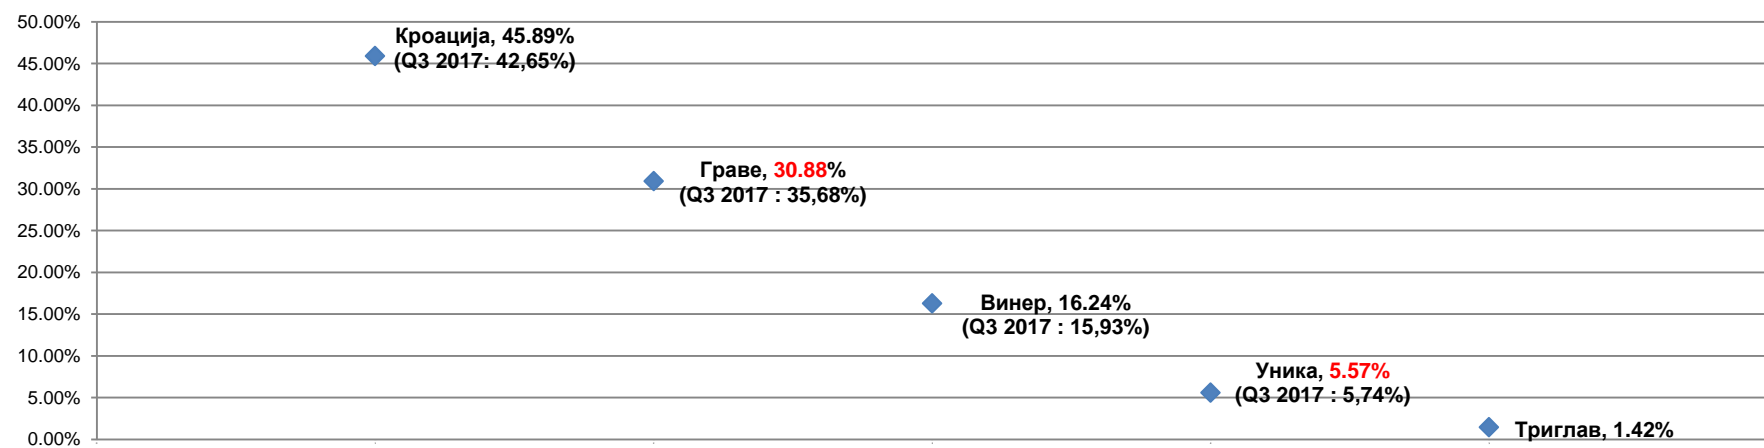 50.00%
Кроација, 45.89%
(Q3 2017: 42,65%)
45.00%
40.00%
35.00%
Граве, 30.88%
(Q3 2017 : 35,68%)
30.00%
25.00%
20.00%
Винер, 16.24%
(Q3 2017 : 15,93%)
15.00%
10.00%
Уника, 5.57%
(Q3 2017 : 5,74%)
5.00%
Триглав, 1.42%
0.00%